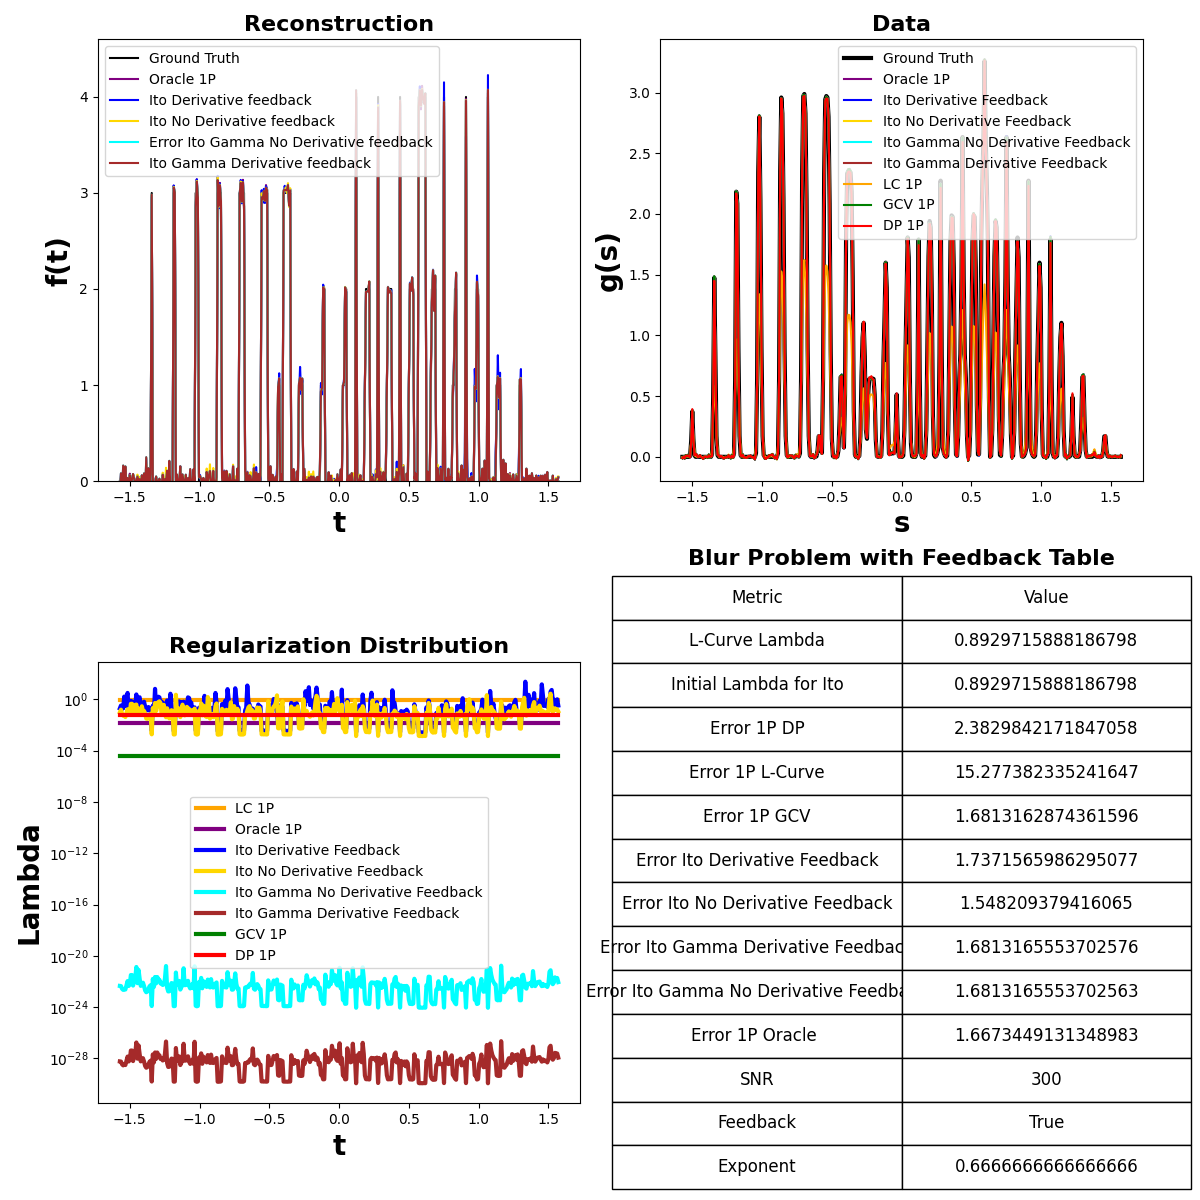 Reconstruction
Ground Truth
Oracle 1P
Ito Derivative feedback
Ito No Derivative feedback
Error Ito Gamma No Derivative feedback
Ito Gamma Derivative feedback
f(t)
4
3
2
1
0
−1.5 −1.0 −0.5 0.0 0.5 1.0 1.5
t
Data
Ground Truth
Oracle 1P
Ito Derivative Feedback
Ito No Derivative Feedback
Ito Gamma No Derivative Feedback
Ito Gamma Derivative Feedback
LC 1P
GCV 1P
DP 1P
g(s)
3.0
2.5
2.0
1.5
1.0
0.5
0.0
−1.5 −1.0 −0.5 0.0 0.5 1.0 1.5
s
Regularization Distribution
Lambda
10⁰
10⁻⁴
10⁻⁸
10⁻¹²
10⁻¹⁶
10⁻²⁰
10⁻²⁴
10⁻²⁸
LC 1P
Oracle 1P
Ito Derivative Feedback
Ito No Derivative Feedback
Ito Gamma No Derivative Feedback
Ito Gamma Derivative Feedback
GCV 1P
DP 1P
−1.5 −1.0 −0.5 0.0 0.5 1.0 1.5
t
Blur Problem with Feedback Table
Metric Value
L-Curve Lambda 0.8929715888186798
Initial Lambda for Ito 0.8929715888186798
Error 1P DP 2.3829842171847058
Error 1P L-Curve 15.277382335241647
Error 1P GCV 1.6813162874361596
Error Ito Derivative Feedback 1.7371565986295077
Error Ito No Derivative Feedback 1.548209379416065
Error Ito Gamma Derivative Feedbac 1.6813165553702576
Error Ito Gamma No Derivative Feedba 1.6813165553702563
Error 1P Oracle 1.6673449131348983
SNR 300
Feedback True
Exponent 0.6666666666666666